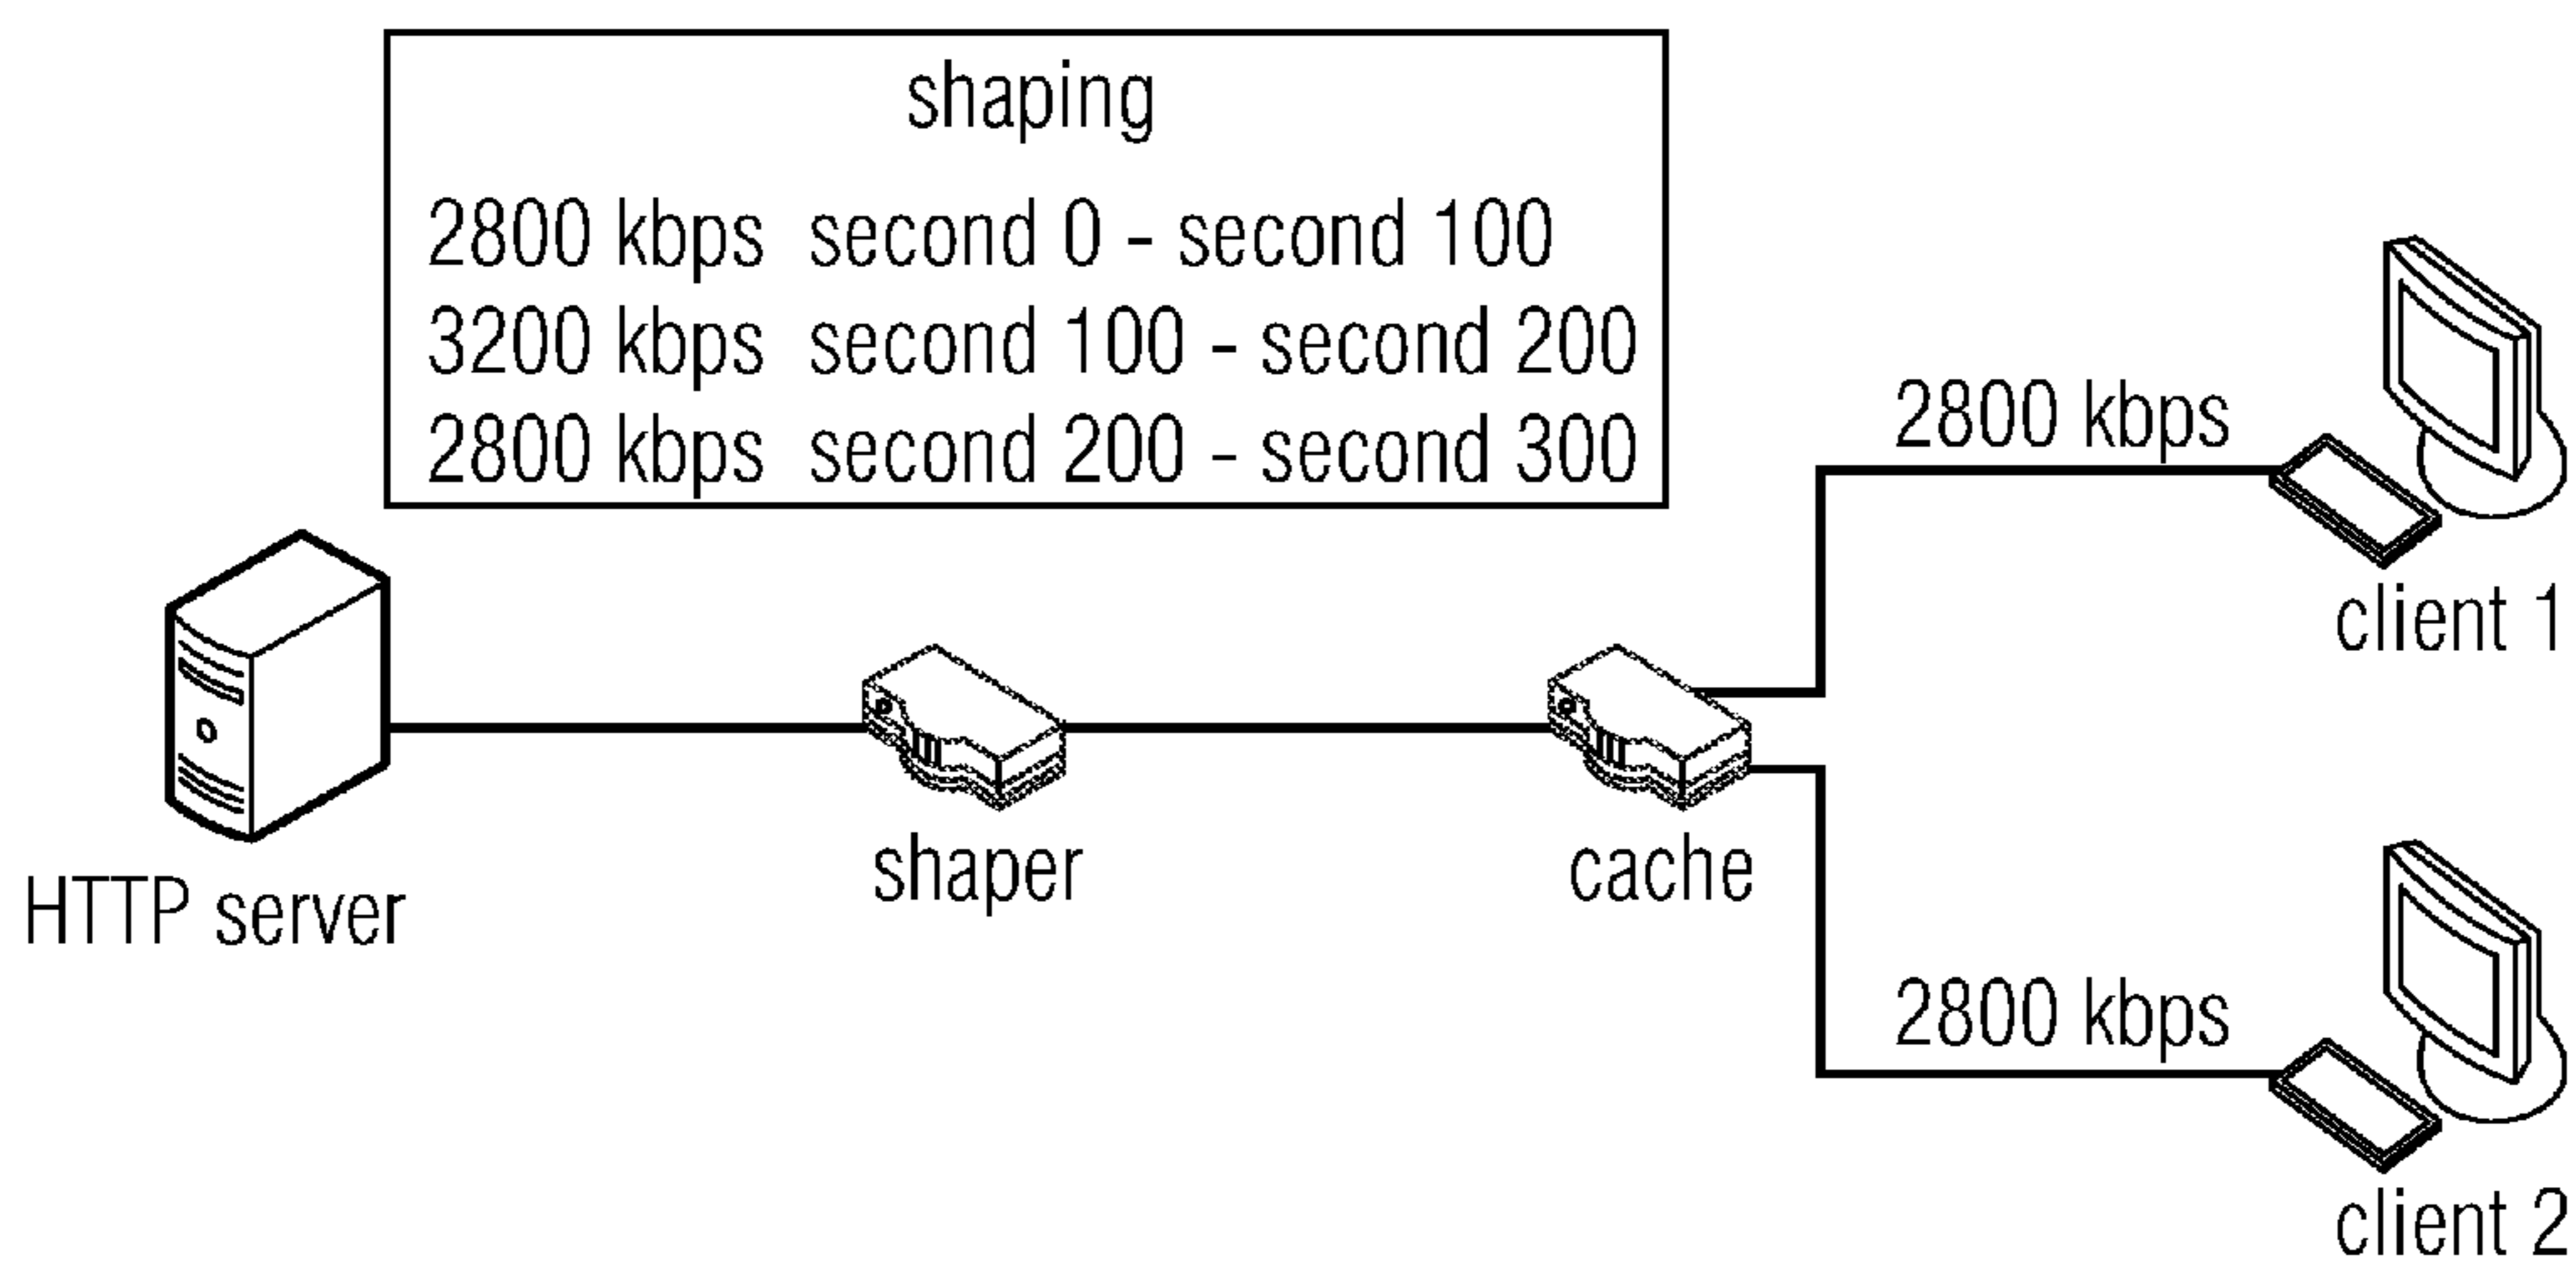 shaping
2800 kbps second 0 - second 100
3200 kbps second 100 - second 200
2800 kbps second 200 - second 300
2800 kbps
client 1
HTTP server
shaper
cache
2800 kbps
client 2